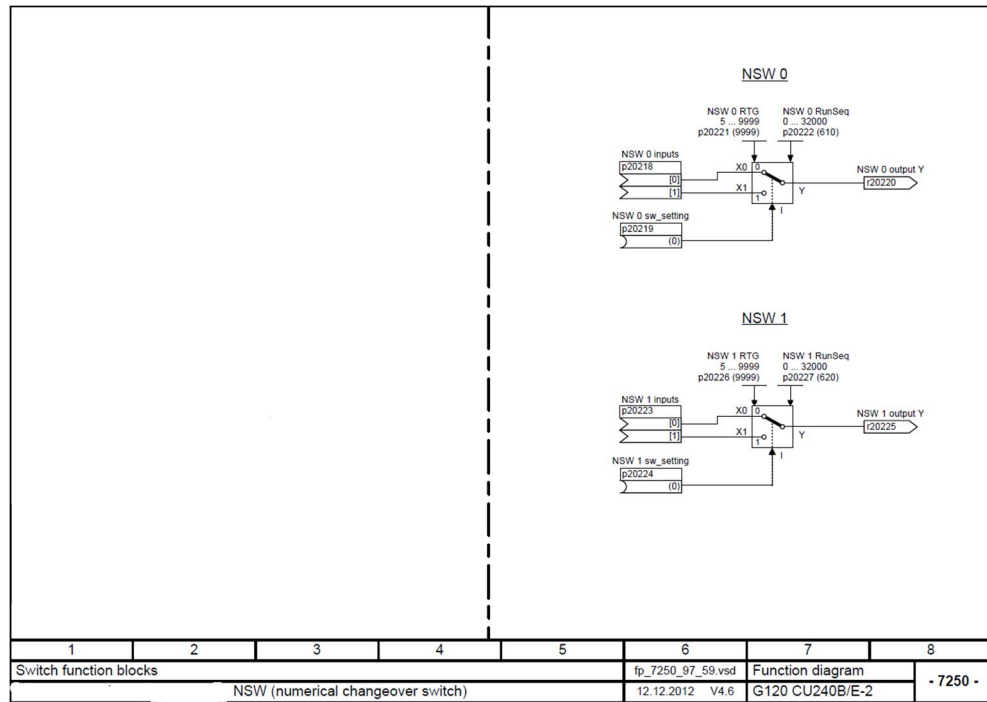 NSW 0
NSW 0 RTG
5 ... 9999
p20221 (9999)
NSW 0 RunSeq
0 ... 32000
p20222 (610)
NSW 0 inputs
p20218
[0]
[1]
X0
0
X1
1
Y
I
NSW 0 output Y
r20220
NSW 0 sw_setting
p20219
(0)
NSW 1
NSW 1 RTG
5 ... 9999
p20226 (9999)
NSW 1 RunSeq
0 ... 32000
p20227 (620)
NSW 1 inputs
p20223
[0]
[1]
X0
0
X1
1
Y
I
NSW 1 output Y
r20225
NSW 1 sw_setting
p20224
(0)
1 2 3 4 5 6 7 8
Switch function blocks
NSW (numerical changeover switch)
fp_7250_97_59.vsd
12.12.2012 V4.6
Function diagram
G120 CU240B/E-2
- 7250 -